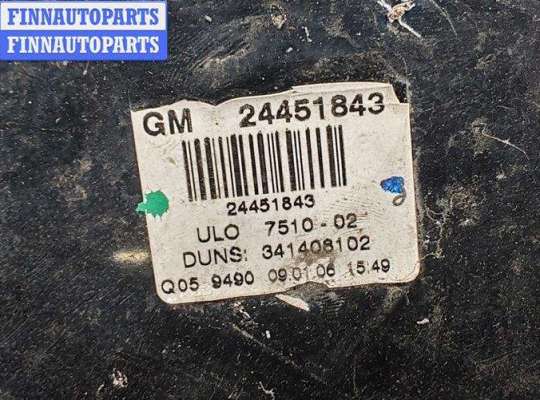 FINNAUTOPARTS
FINNAUTOPARTS
GM 24451843
24451843
ULO 7510-02
DUNS: 341408102
Q05 9490 09.01.06 15:49